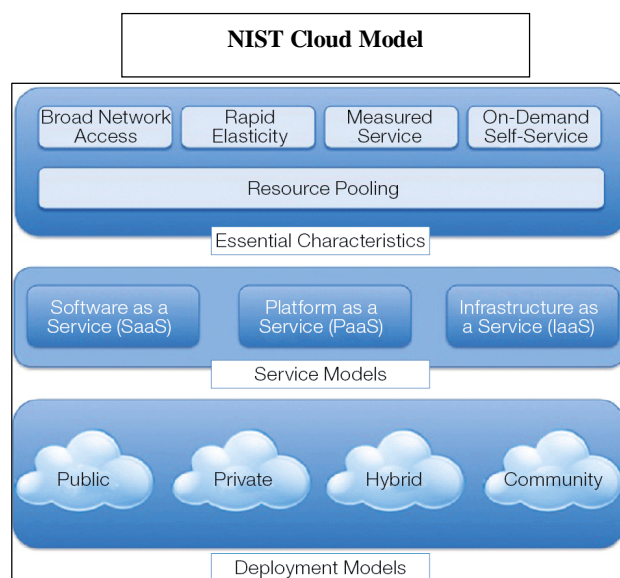 NIST Cloud Model
Broad Network
Access
Rapid
Elasticity
Measured
Service
On-Demand
Self-Service
Resource Pooling
Essential Characteristics
Software as a
Service (SaaS)
Platform as a
Service (PaaS)
Infrastructure as
a Service (IaaS)
Service Models
Public
Private
Hybrid
Community
Deployment Models